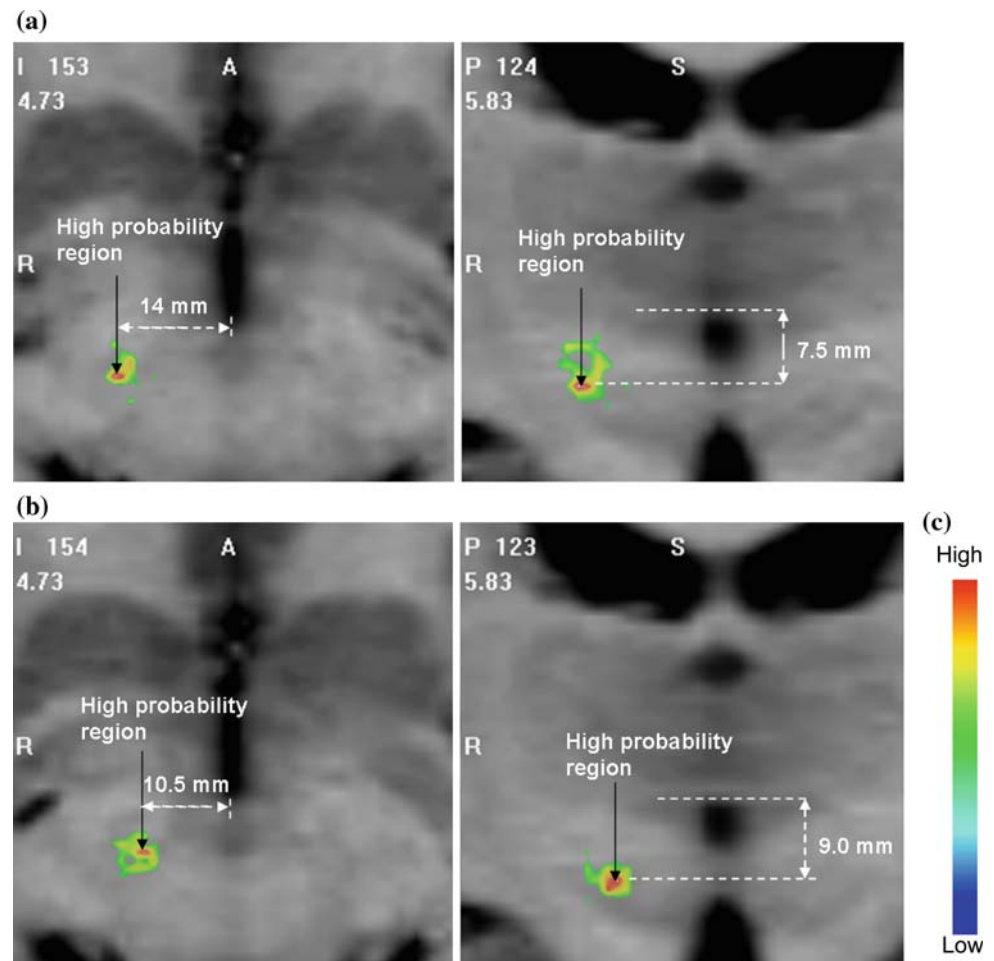 (a)
I 153
4.73
A
High probability
region
R
14 mm
P 124
5.83
S
High probability
region
R
7.5 mm
(b)
I 154
4.73
A
High probability
region
R
10.5 mm
P 123
5.83
S
High probability
region
R
9.0 mm
(c)
High
Low